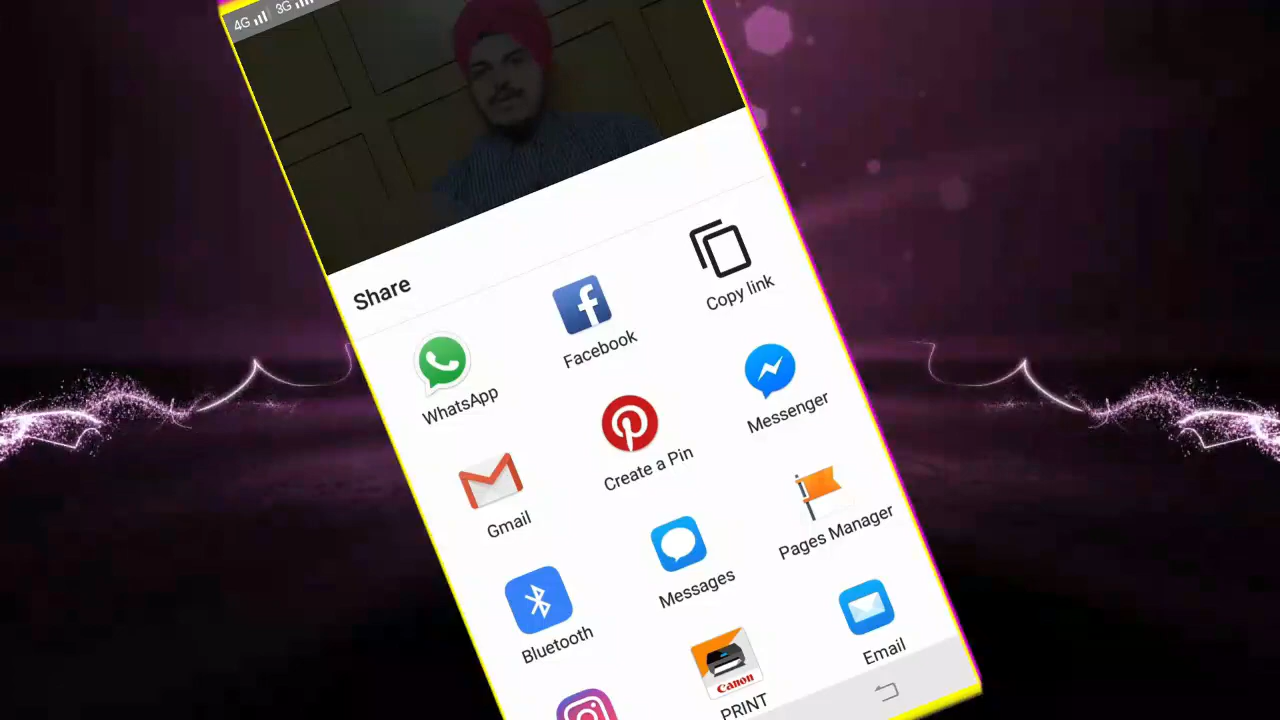 4G 3G
Share
WhatsApp
Facebook
Copy link
Gmail
Create a Pin
Messenger
Bluetooth
Messages
Pages Manager
Canon
PRINT
Email